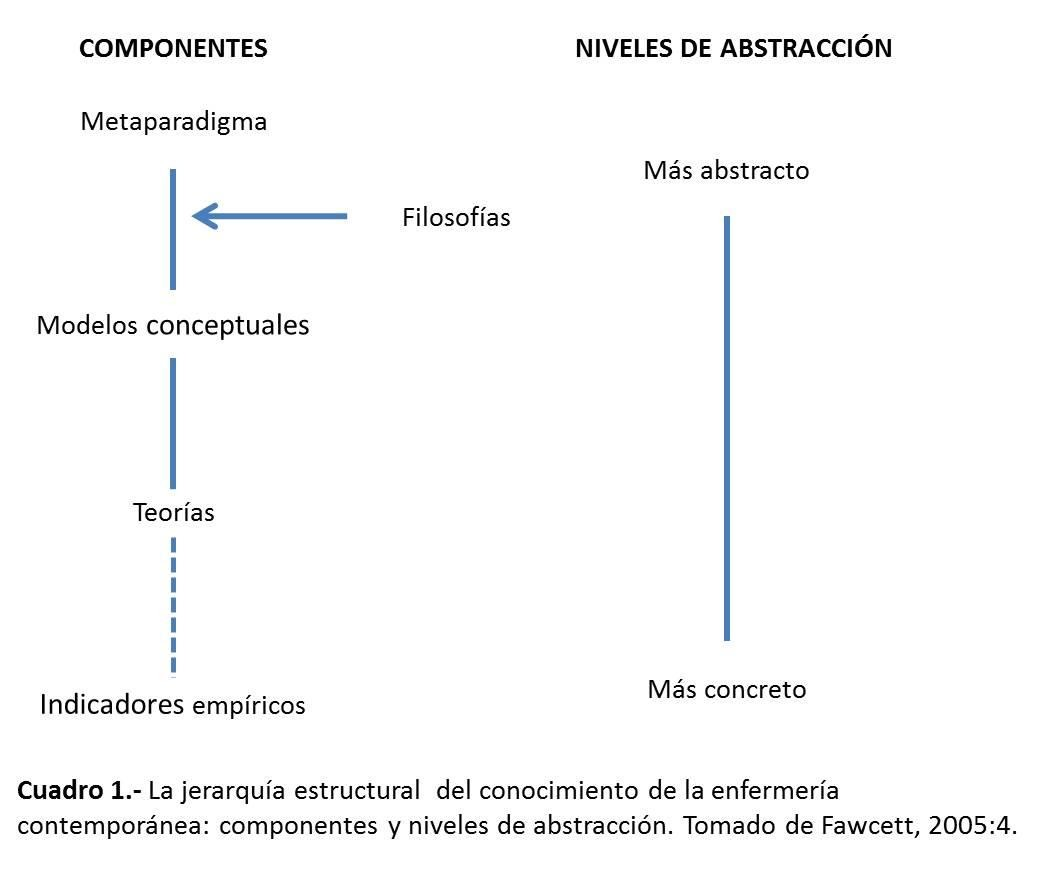 COMPONENTES
NIVELES DE ABSTRACCIÓN
Metaparadigma
Más abstracto
Filosofías
Modelos conceptuales
Teorías
Más concreto
Indicadores empíricos
Cuadro 1.- La jerarquía estructural del conocimiento de la enfermería
contemporánea: componentes y niveles de abstracción. Tomado de Fawcett, 2005:4.